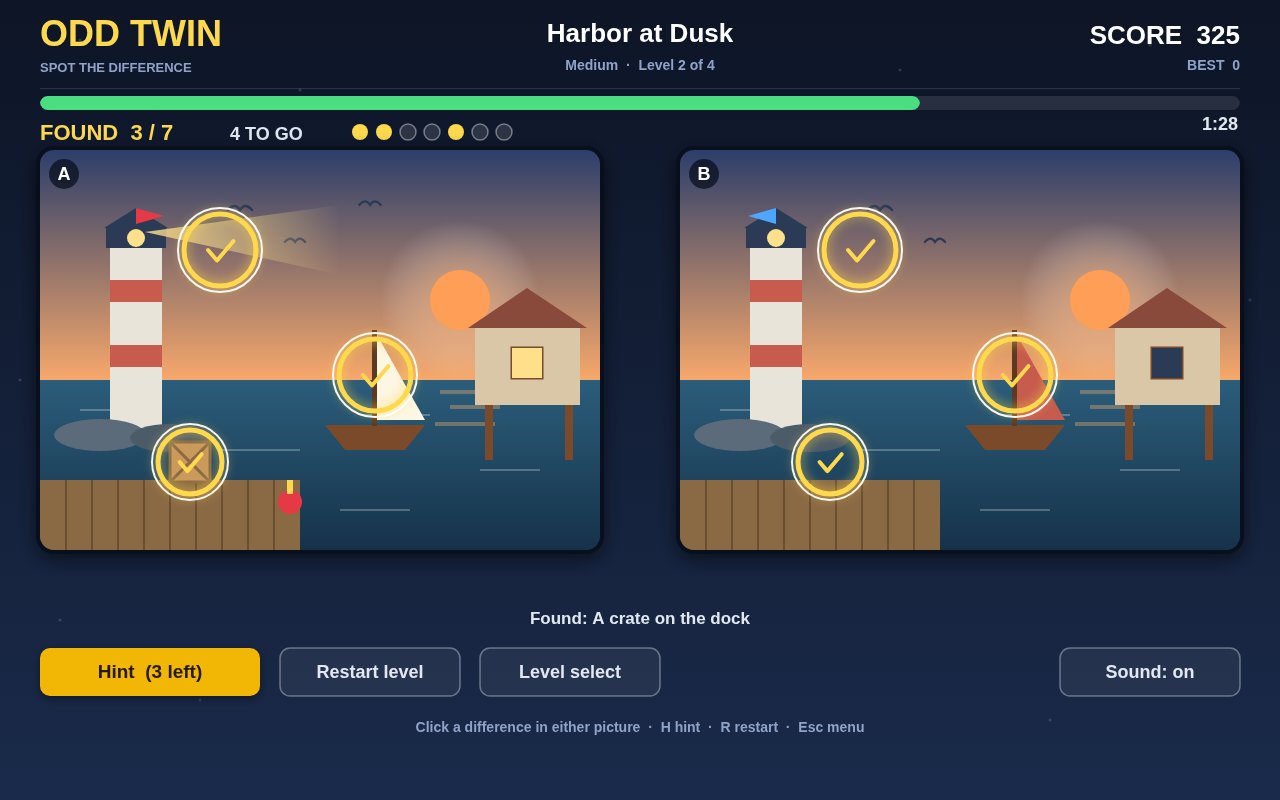 ODD TWIN
SPOT THE DIFFERENCE
Harbor at Dusk
Medium · Level 2 of 4
SCORE 325
BEST 0
1:28
FOUND 3 / 7
4 TO GO
A
B
Found: A crate on the dock
Hint (3 left)
Restart level
Level select
Sound: on
Click a difference in either picture · H hint · R restart · Esc menu